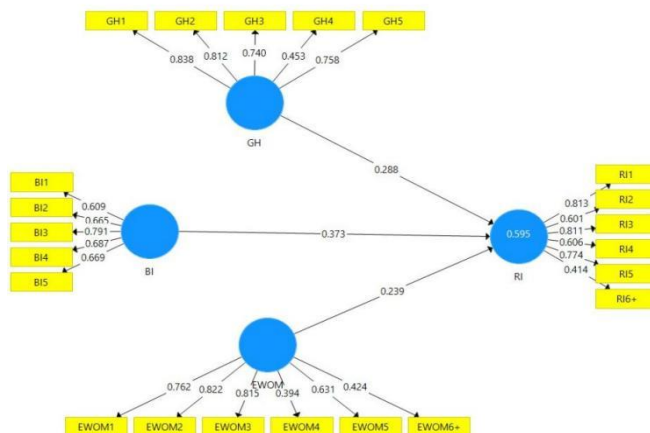 GH1 GH2 GH3 GH4 GH5
0.838 0.812 0.740 0.453 0.758
GH
0.288
BI1
BI2
BI3
BI4
BI5
0.609
0.665
0.791
0.687
0.669
BI
0.373
0.595
RI
0.813
0.601
0.811
0.606
0.774
0.414
RI1
RI2
RI3
RI4
RI5
RI6+
0.239
EWOM
0.762 0.822 0.815 0.394 0.631 0.424
EWOM1 EWOM2 EWOM3 EWOM4 EWOM5 EWOM6+